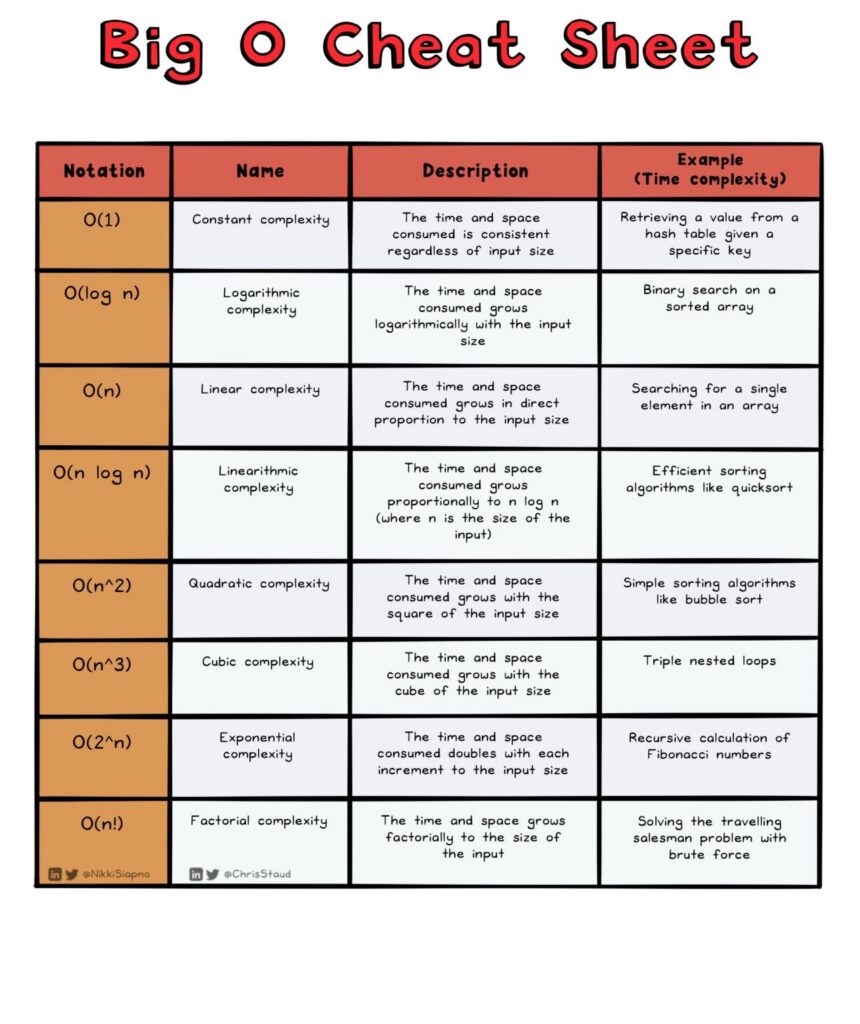 Big O Cheat Sheet
Notation
Name
Description
Example
(Time complexity)
O(1)
Constant complexity
The time and space
consumed is consistent
regardless of input size
Retrieving a value from a
hash table given a
specific key
O(log n)
Logarithmic
complexity
The time and space
consumed grows
logarithmically with the input
size
Binary search on a
sorted array
O(n)
Linear complexity
The time and space
consumed grows in direct
proportion to the input size
Searching for a single
element in an array
O(n log n)
Linearithmic
complexity
The time and space
consumed grows
proportionally to n log n
(where n is the size of the
input)
Efficient sorting
algorithms like quicksort
O(n^2)
Quadratic complexity
The time and space
consumed grows with the
square of the input size
Simple sorting algorithms
like bubble sort
O(n^3)
Cubic complexity
The time and space
consumed grows with the
cube of the input size
Triple nested loops
O(2^n)
Exponential
complexity
The time and space
consumed doubles with each
increment to the input size
Recursive calculation of
Fibonacci numbers
O(n!)
Factorial complexity
The time and space grows
factorially to the size of
the input
Solving the travelling
salesman problem with
brute force
in @NikkiSiapno
in @ChrisStaud